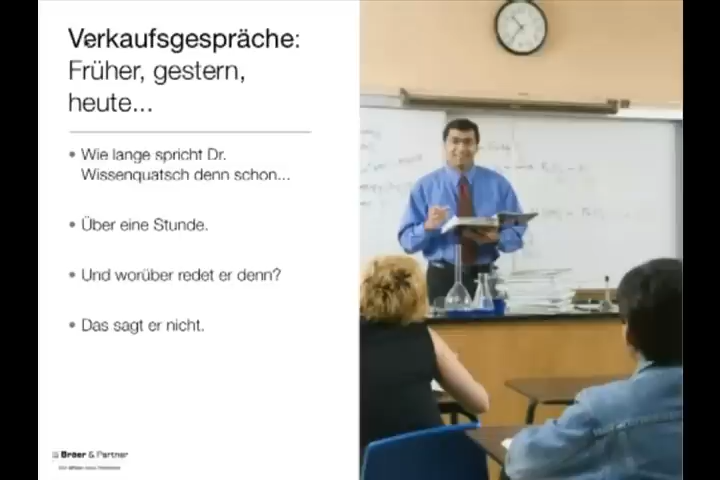 Verkaufsgespräche:
Früher, gestern,
heute...
• Wie lange spricht Dr.
Wissenquatsch denn schon...
• Über eine Stunde.
• Und worüber redet er denn?
• Das sagt er nicht.
Bröer & Partner